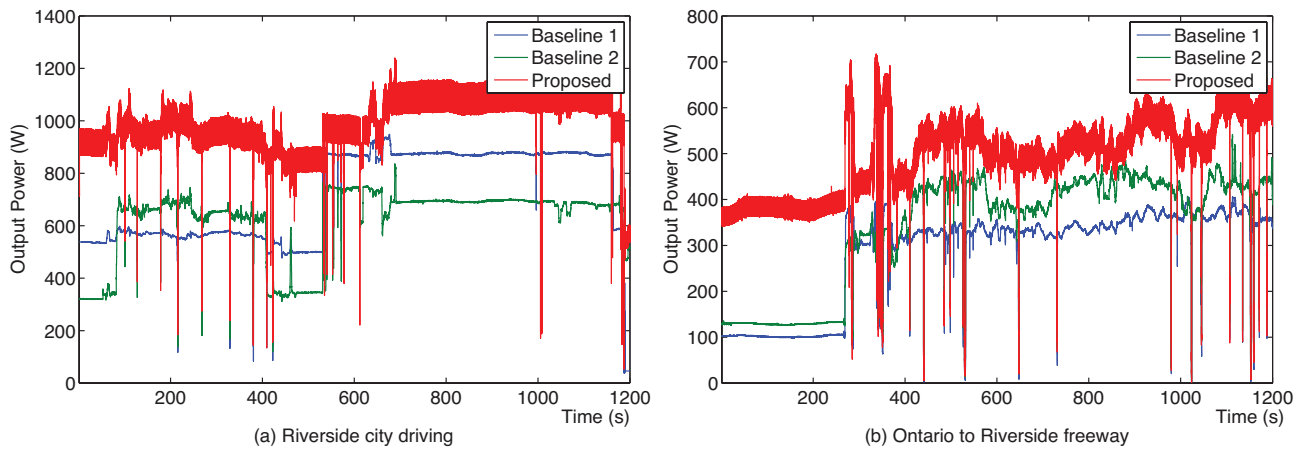 1400
1200
1000
800
600
400
200
0
Output Power (W)
0 200 400 600 800 1000 1200
Time (s)
Baseline 1
Baseline 2
Proposed
(a) Riverside city driving
800
700
600
500
400
300
200
100
0
Output Power (W)
0 200 400 600 800 1000 1200
Time (s)
Baseline 1
Baseline 2
Proposed
(b) Ontario to Riverside freeway